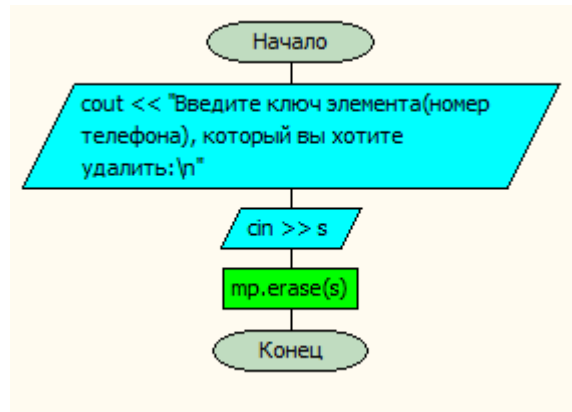 Начало
cout << "Введите ключ элемента(номер
телефона), который вы хотите
удалить:\n"
cin >> s
mp.erase(s)
Конец